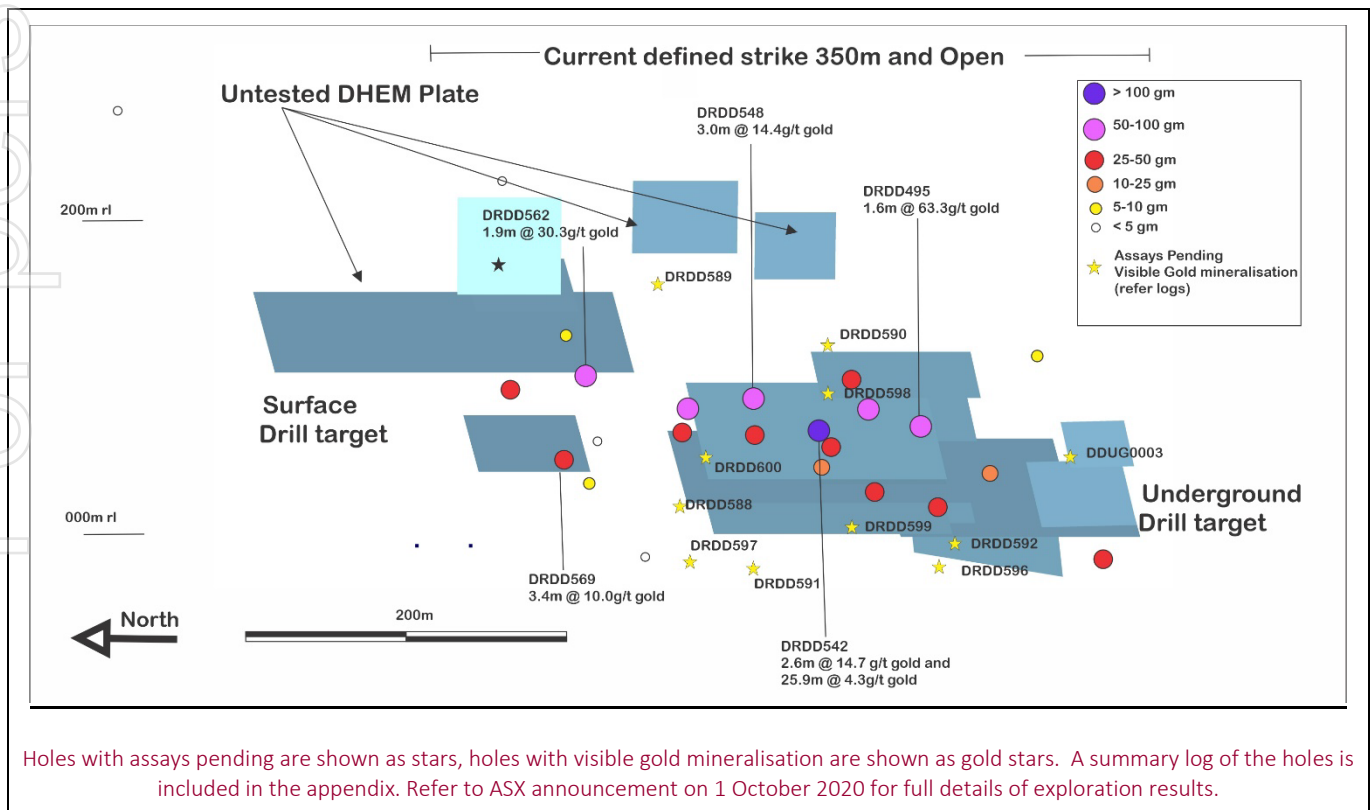 Current defined strike 350m and Open
Untested DHEM Plate
> 100 gm
50-100 gm
25-50 gm
10-25 gm
5-10 gm
< 5 gm
Assays Pending
Visible Gold mineralisation
(refer logs)
DRDD548
3.0m @ 14.4g/t gold
DRDD495
1.6m @ 63.3g/t gold
200m rl
DRDD562
1.9m @ 30.3g/t gold
DRDD589
DRDD590
DRDD598
Surface
Drill target
DRDD600
DDUG0003
Underground
Drill target
000m rl
DRDD588
DRDD599
DRDD597
DRDD592
DRDD591
DRDD596
DRDD569
3.4m @ 10.0g/t gold
North
200m
DRDD542
2.6m @ 14.7 g/t gold and
25.9m @ 4.3g/t gold
Holes with assays pending are shown as stars, holes with visible gold mineralisation are shown as gold stars. A summary log of the holes is
included in the appendix. Refer to ASX announcement on 1 October 2020 for full details of exploration results.